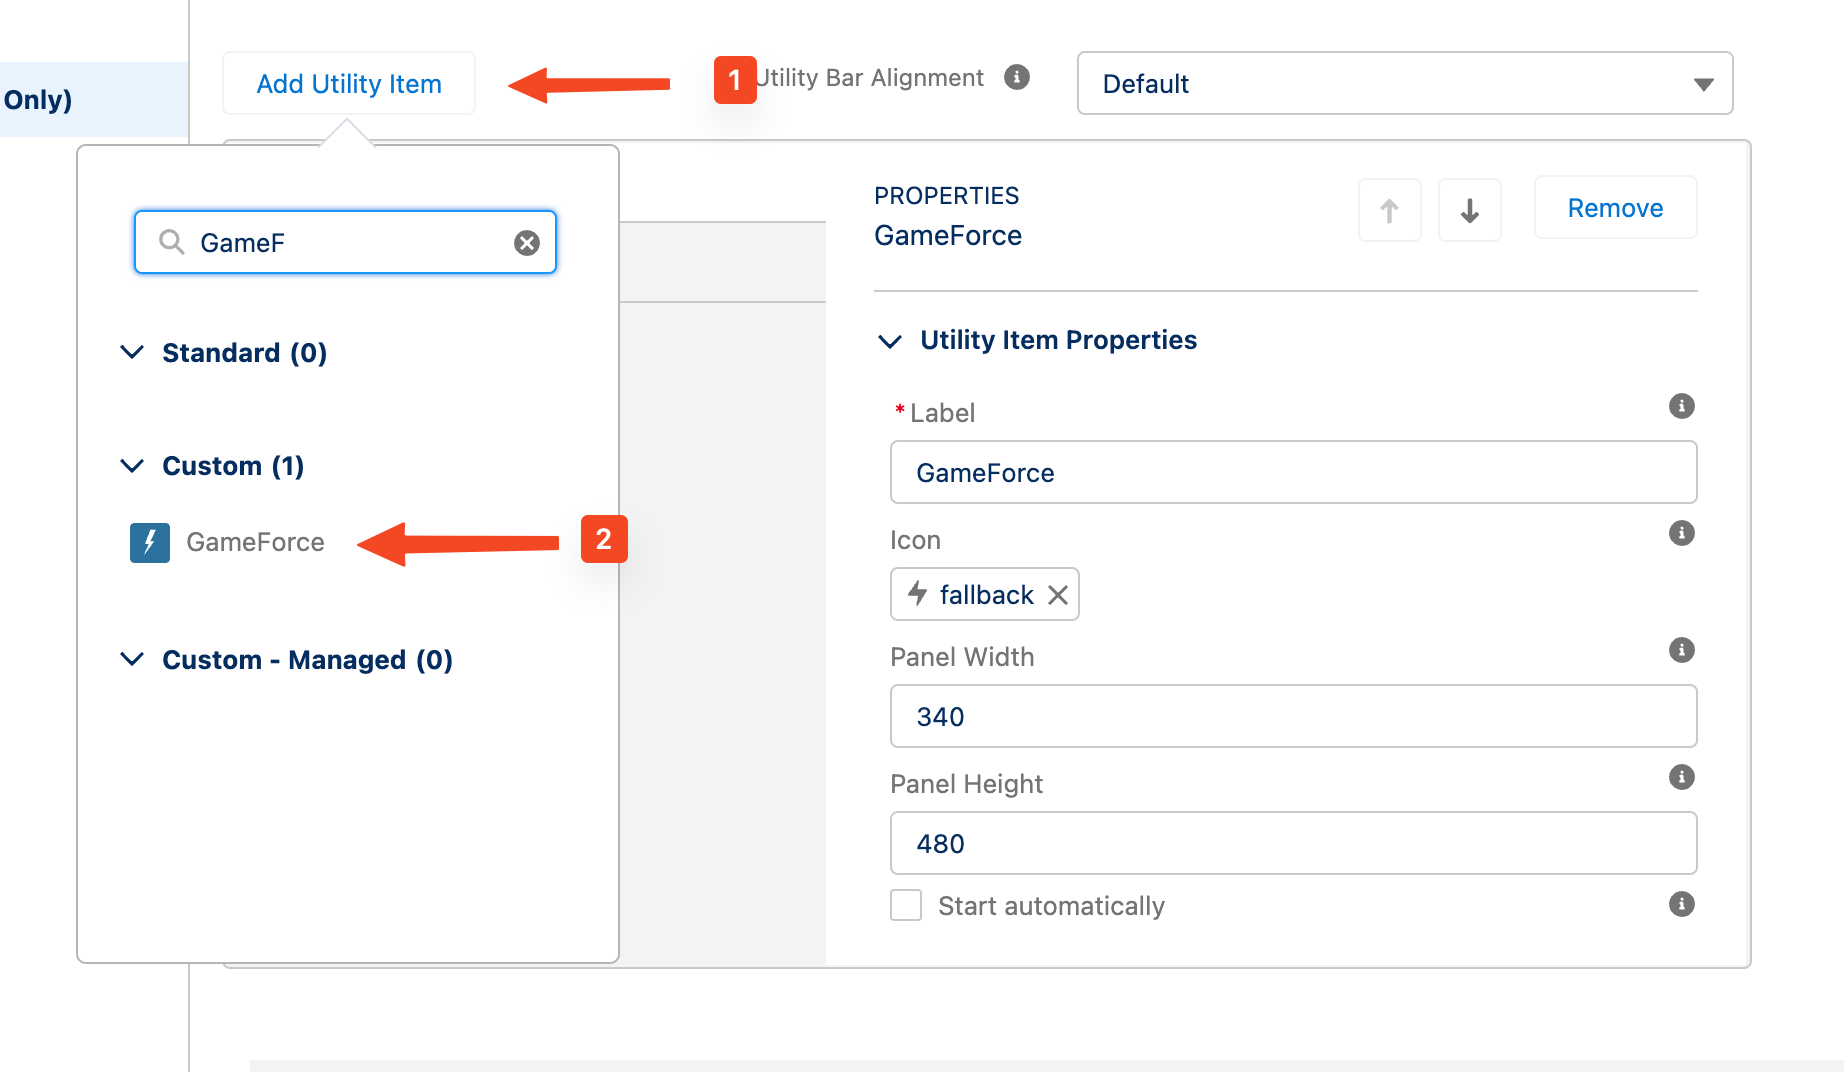 Only)
Add Utility Item
1
Utility Bar Alignment
Default
GameF
Standard (0)
Custom (1)
GameForce
2
Custom - Managed (0)
PROPERTIES
GameForce
Remove
Utility Item Properties
* Label
GameForce
Icon
fallback
Panel Width
340
Panel Height
480
Start automatically